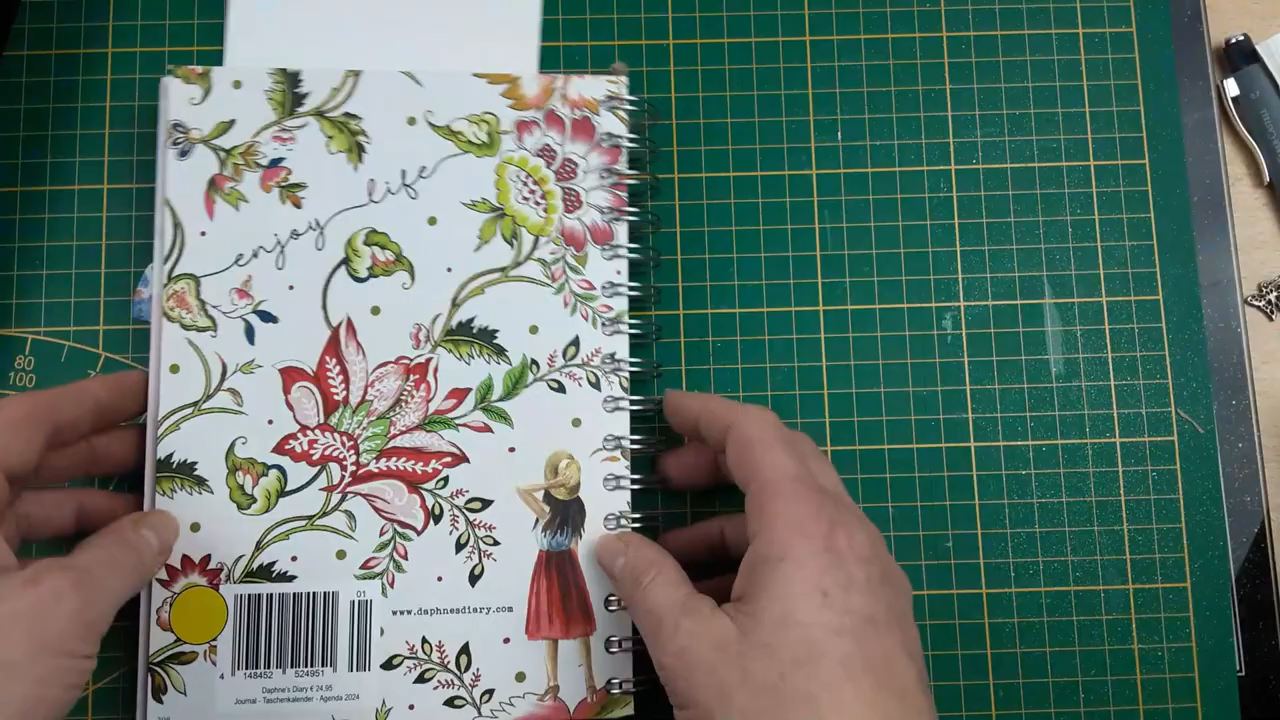 enjoy life
80
100
01
www.daphnesdiary.com
4 148452 524951
Daphne's Diary € 24,95
Journal - Taschenkalender - Agenda 2024